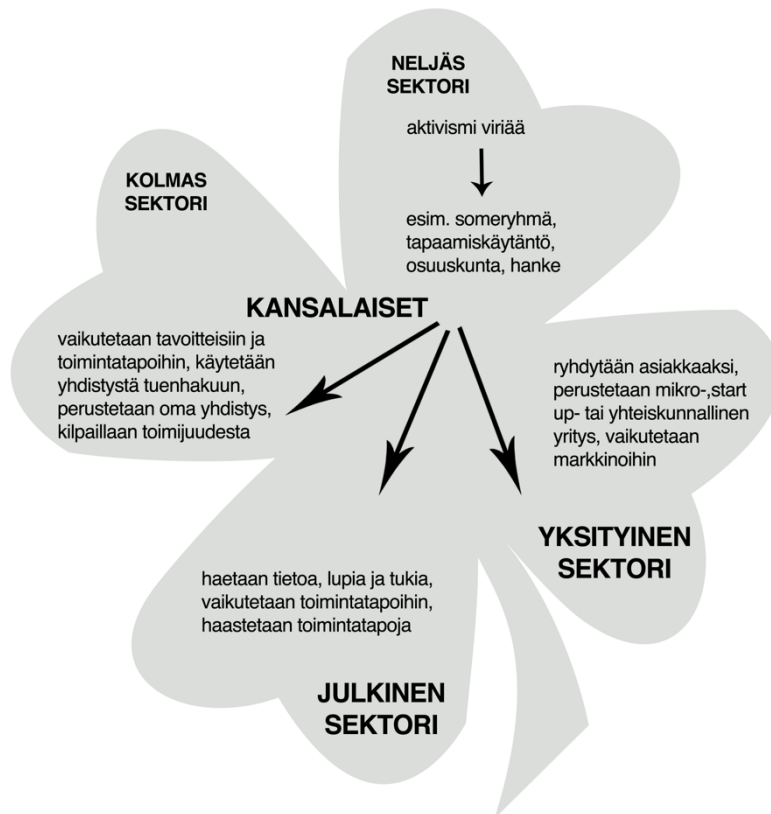 NELJÄS
SEKTORI
aktivismi viriää
esim. someryhmä,
tapaamiskäytäntö,
osuuskunta, hanke
KOLMAS
SEKTORI
KANSALAISET
vaikutetaan tavoitteisiin ja
toimintatapoihin, käytetään
yhdistystä tuenhakuun,
perustetaan oma yhdistys,
kilpaillaan toimijuudesta
ryhdytään asiakkaaksi,
perustetaan mikro-,start
up- tai yhteiskunnallinen
yritys, vaikutetaan
markkinoihin
YKSITYINEN
SEKTORI
haetaan tietoa, lupia ja tukia,
vaikutetaan toimintatapoihin,
haastetaan toimintatapoja
JULKINEN
SEKTORI